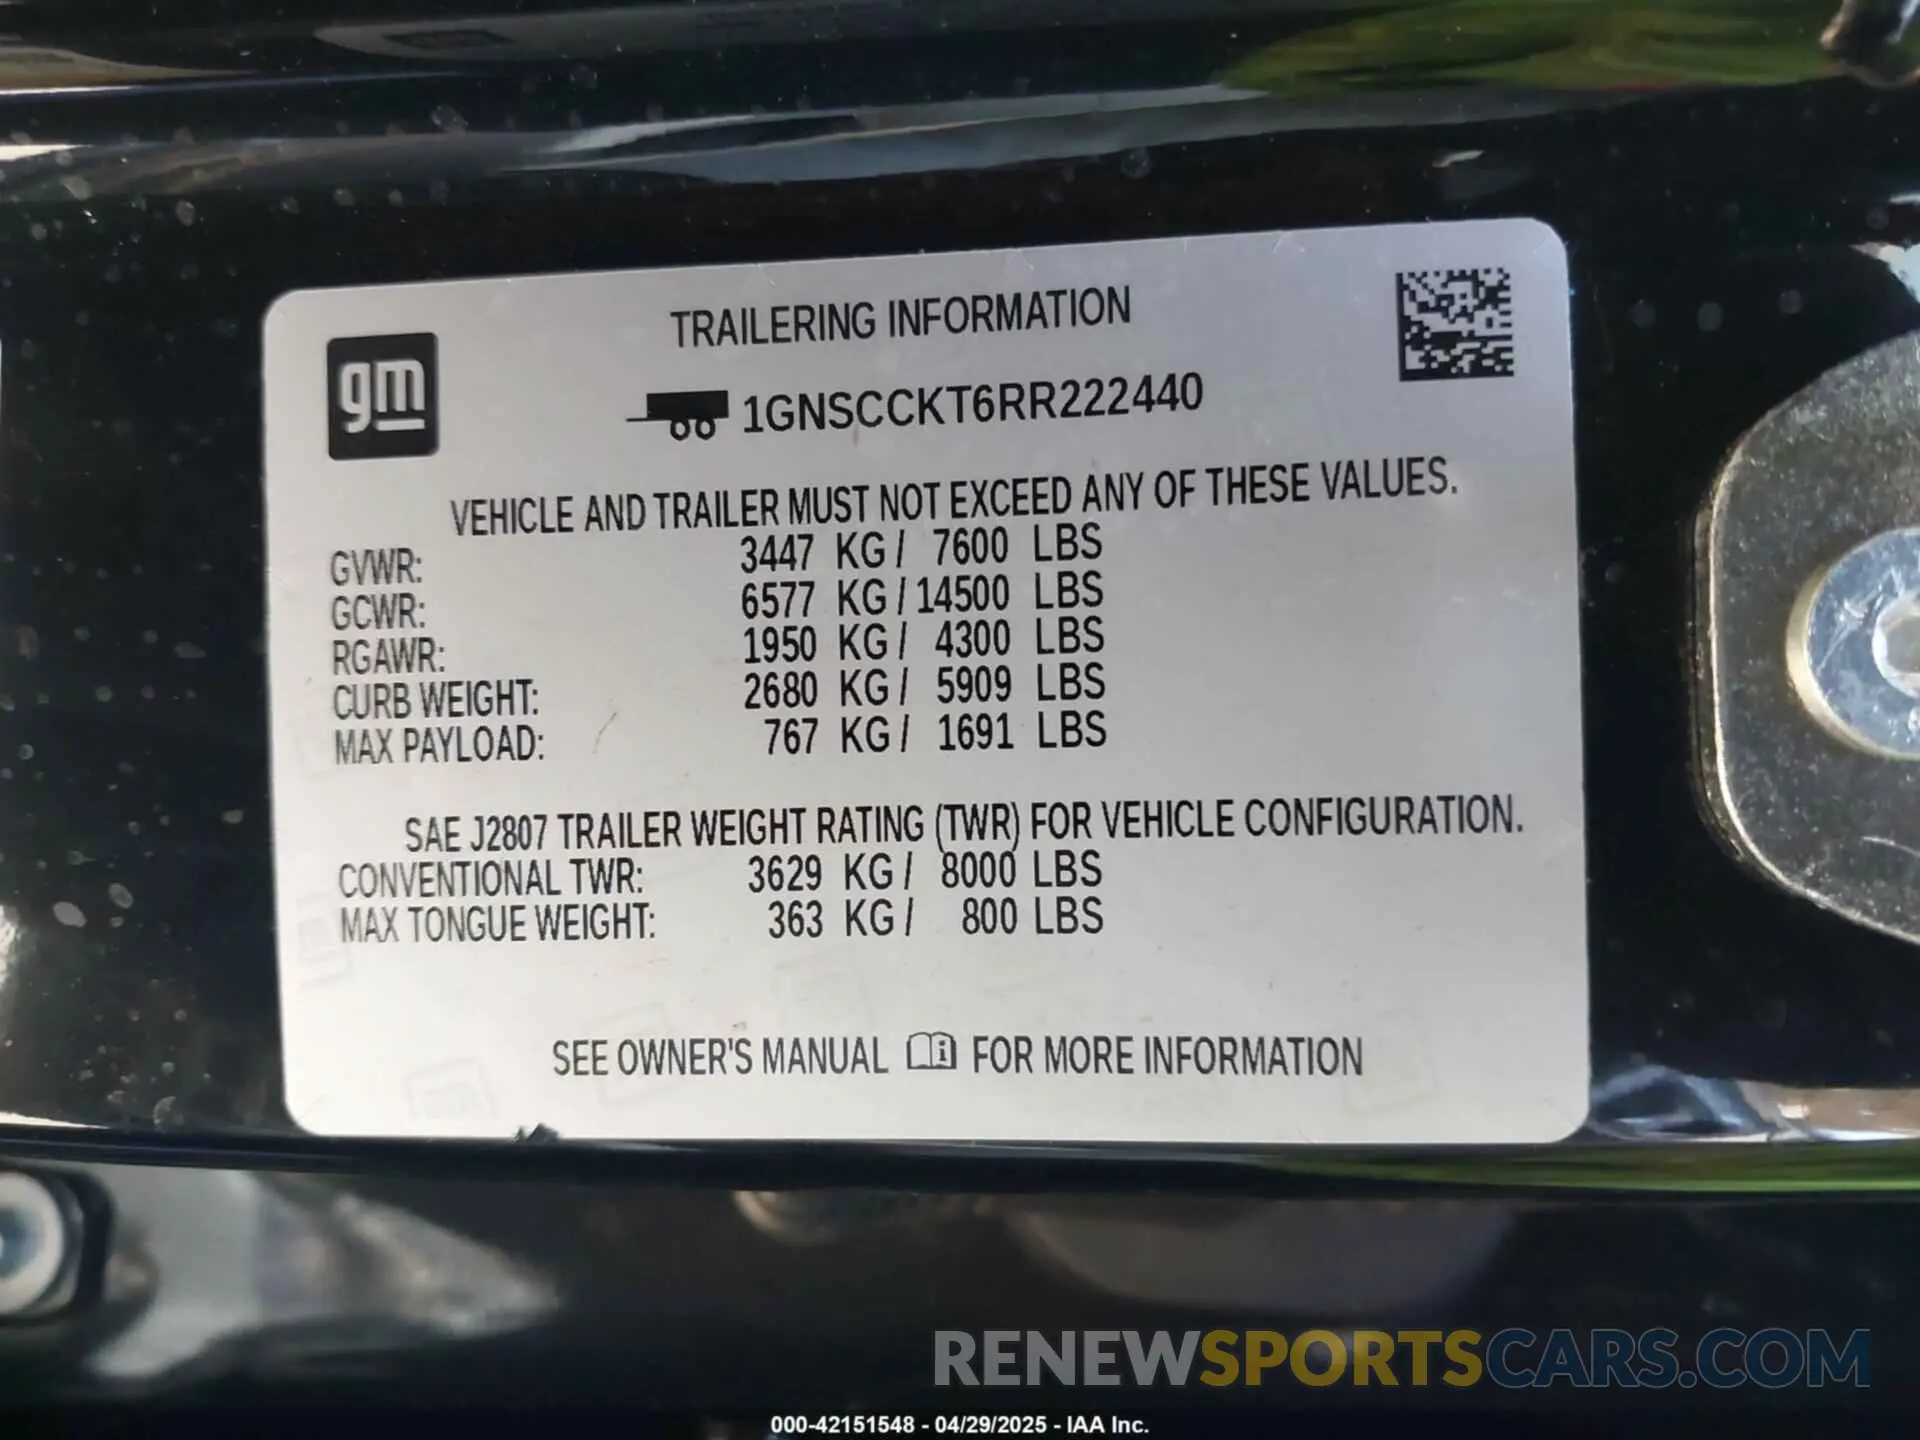 gm
TRAILERING INFORMATION
1GNSCCKT6RR222440
VEHICLE AND TRAILER MUST NOT EXCEED ANY OF THESE VALUES.
GVWR: 3447 KG / 7600 LBS
GCWR: 6577 KG / 14500 LBS
RGAWR: 1950 KG / 4300 LBS
CURB WEIGHT: 2680 KG / 5909 LBS
MAX PAYLOAD: 767 KG / 1691 LBS
SAE J2807 TRAILER WEIGHT RATING (TWR) FOR VEHICLE CONFIGURATION.
CONVENTIONAL TWR: 3629 KG / 8000 LBS
MAX TONGUE WEIGHT: 363 KG / 800 LBS
SEE OWNER'S MANUAL i FOR MORE INFORMATION
RENEWSPORTSCARS.COM
000-42151548 - 04/29/2025 - IAA Inc.